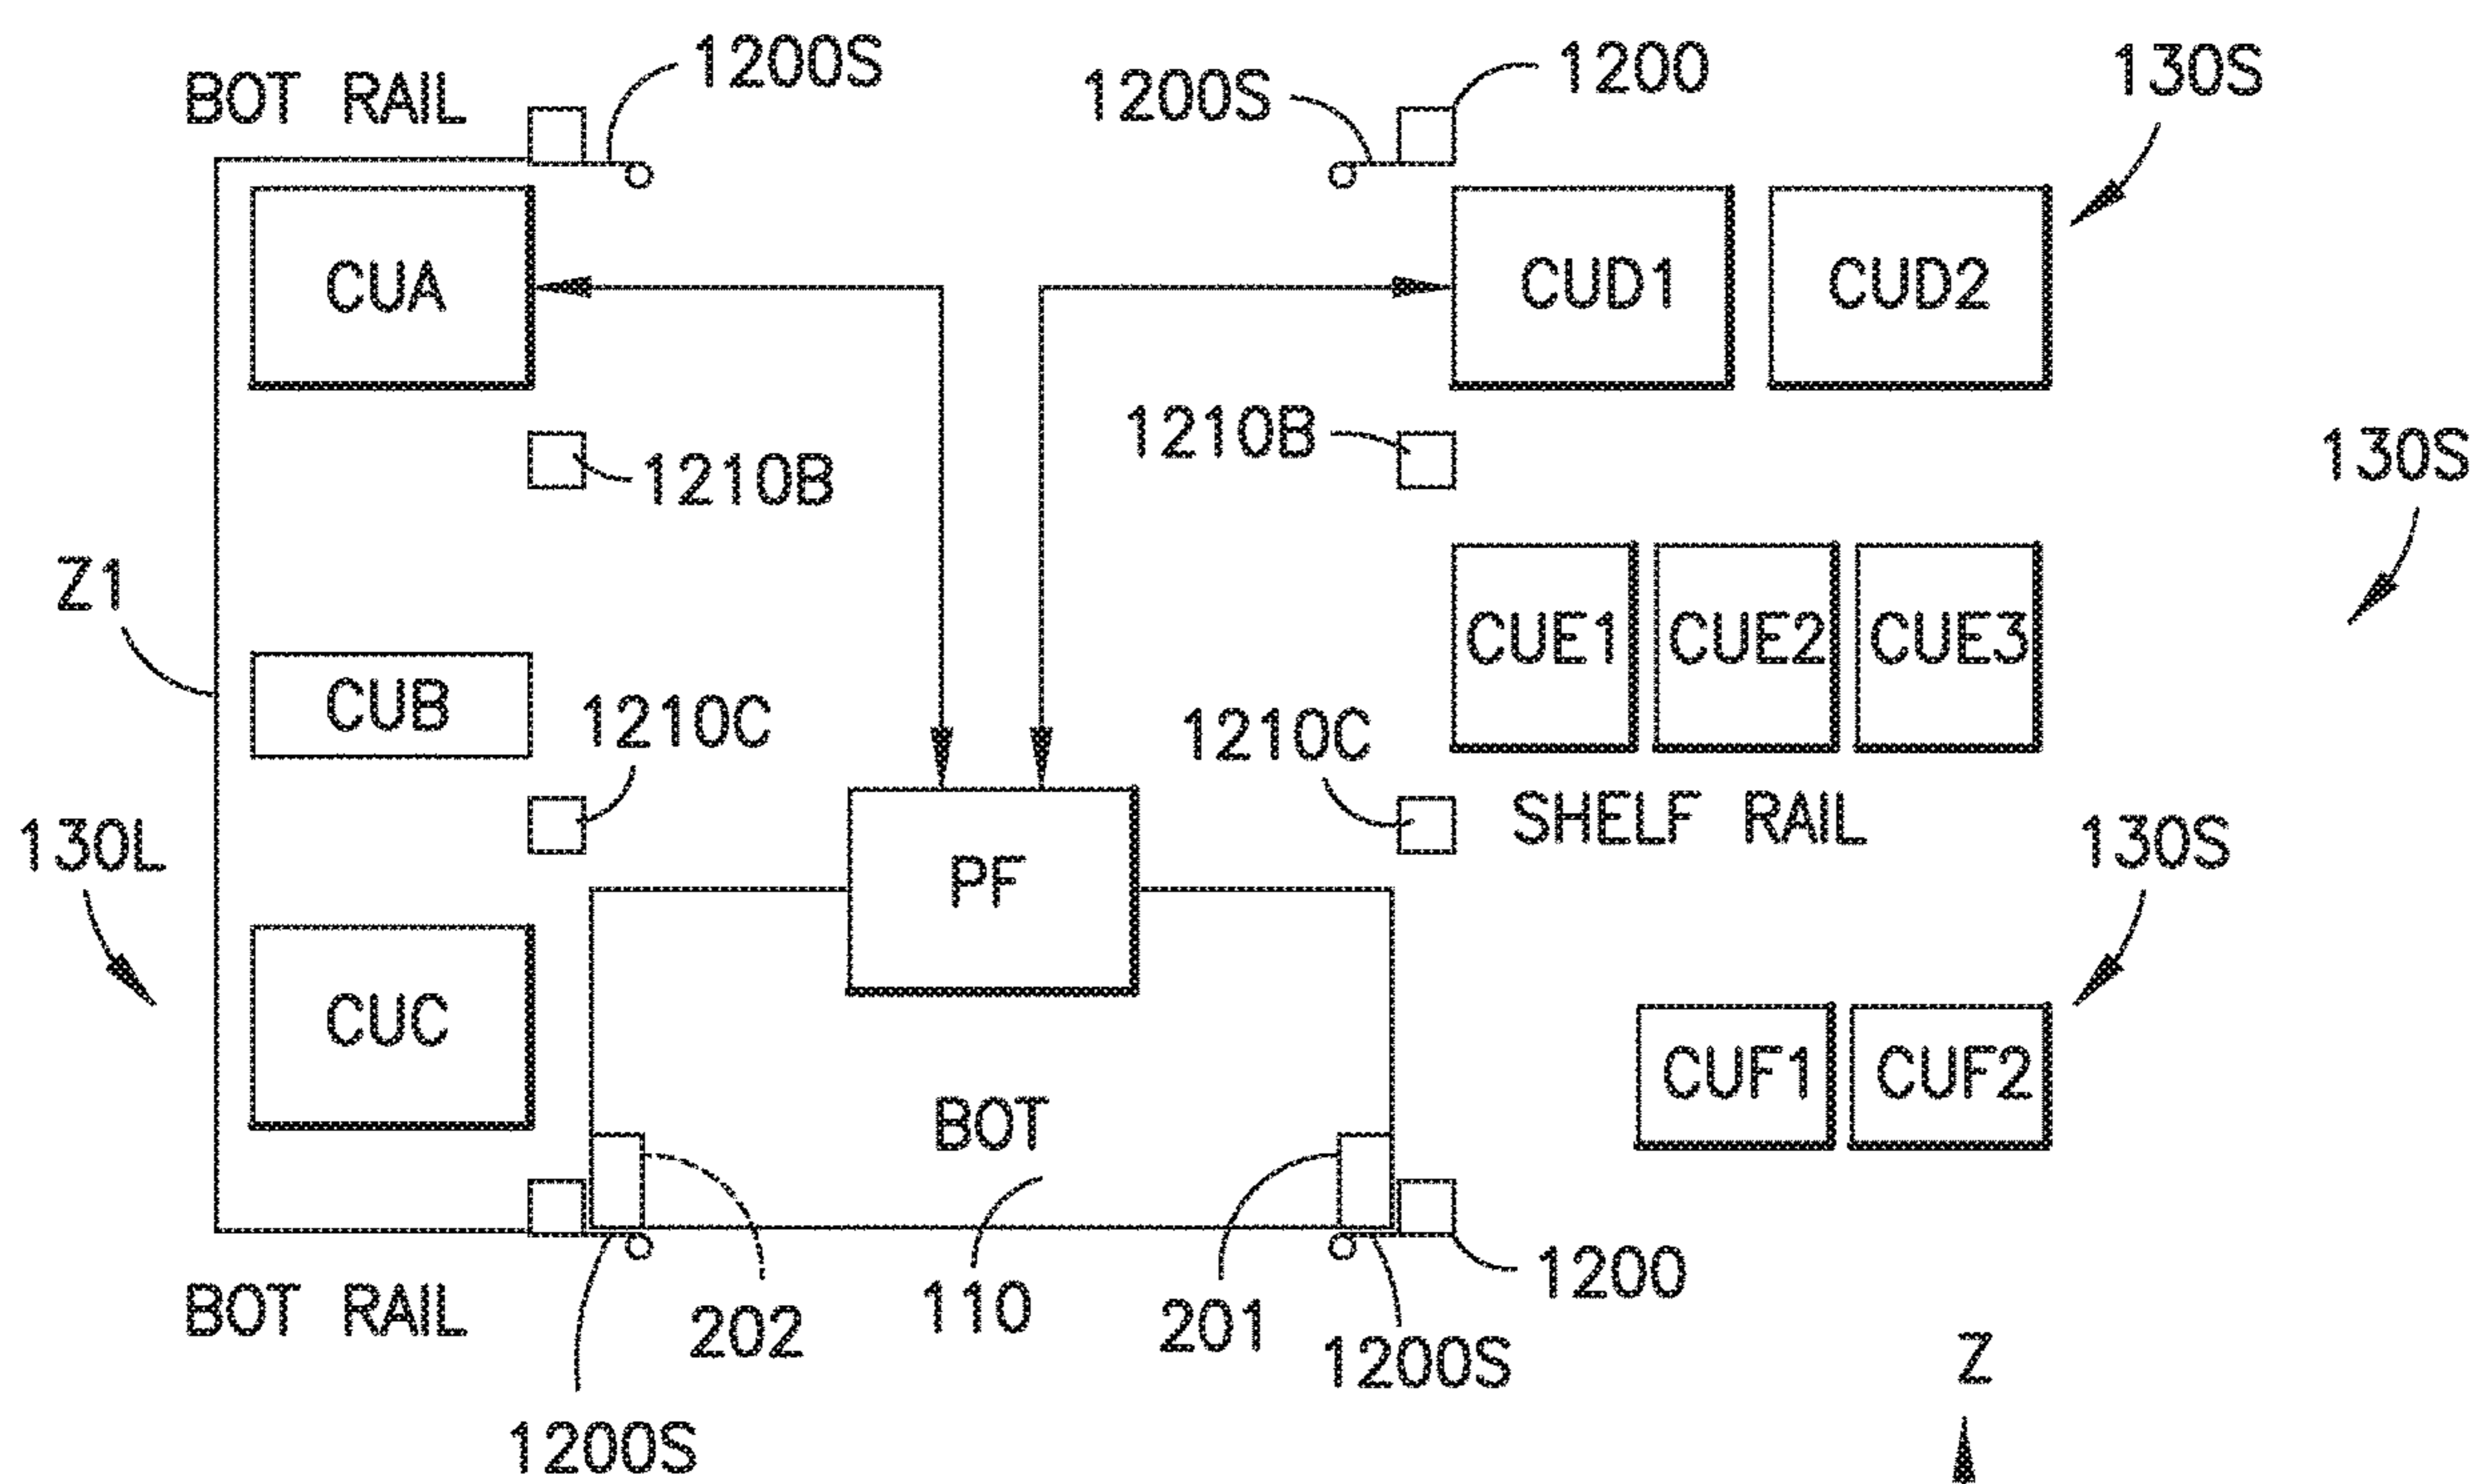 1200S
1200
BOT RAIL
1200S
130S
CUA
CUD1
CUD2
1210B
1210B
130S
Z1
CUB
CUE1
CUE2
CUE3
1210C
1210C
130L
SHELF RAIL
130S
PF
CUC
CUF1
CUF2
BOT
BOT RAIL
202
110
201
1200
1200S
1200S
Z